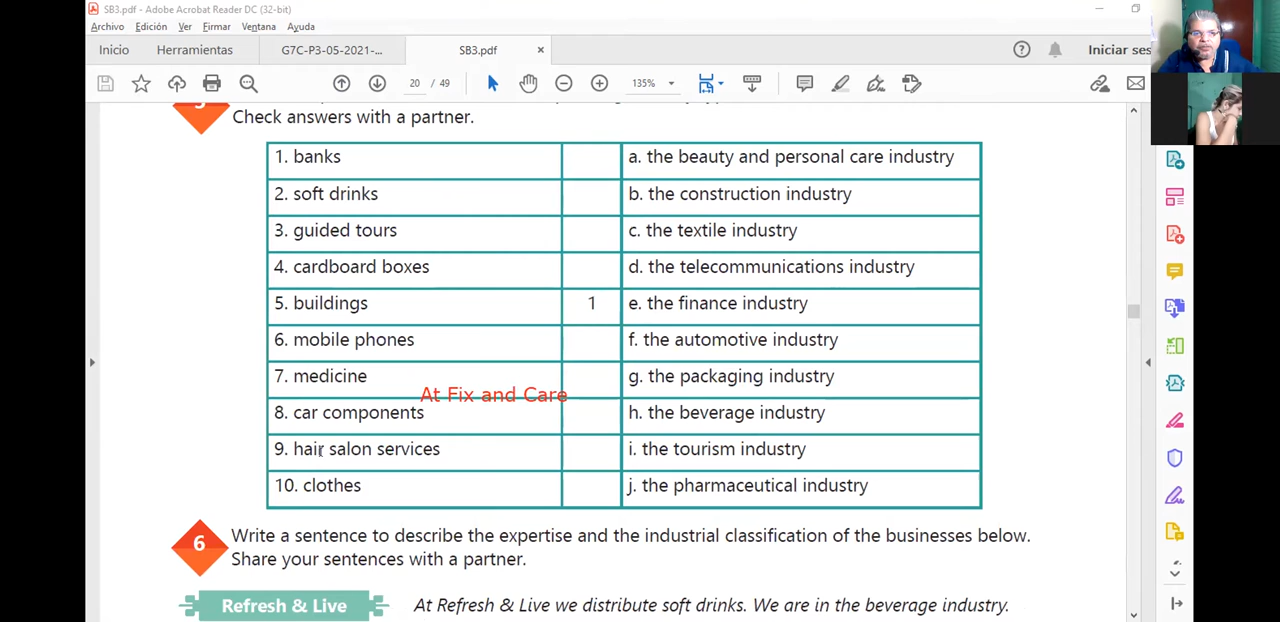 SB3.pdf - Adobe Acrobat Reader DC (32-bit)
Archivo Edición Ver Firmar Ventana Ayuda
Inicio Herramientas G7C-P3-05-2021-... SB3.pdf × Iniciar ses
20 / 49 135%
Check answers with a partner.
1. banks a. the beauty and personal care industry
2. soft drinks b. the construction industry
3. guided tours c. the textile industry
4. cardboard boxes d. the telecommunications industry
5. buildings 1 e. the finance industry
6. mobile phones f. the automotive industry
7. medicine g. the packaging industry
At Fix and Care
8. car components h. the beverage industry
9. hair salon services i. the tourism industry
10. clothes j. the pharmaceutical industry
6 Write a sentence to describe the expertise and the industrial classification of the businesses below.
Share your sentences with a partner.
Refresh & Live At Refresh & Live we distribute soft drinks. We are in the beverage industry.